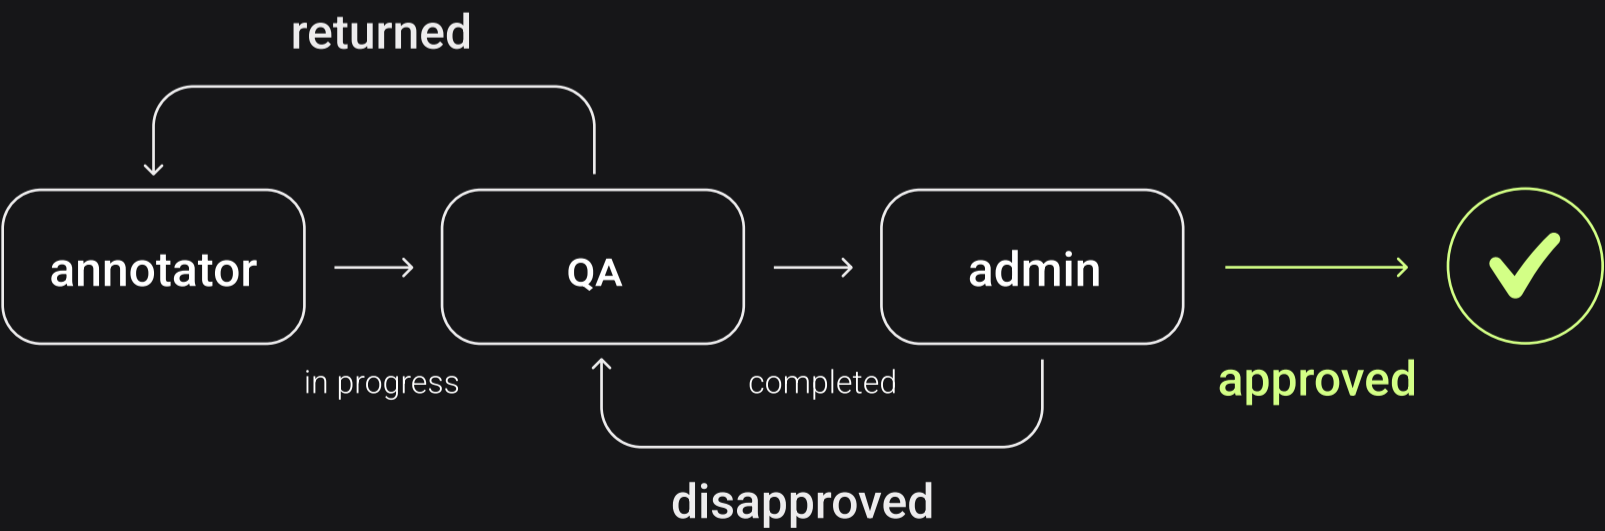 returned
annotator
QA
admin
in progress
completed
approved
disapproved